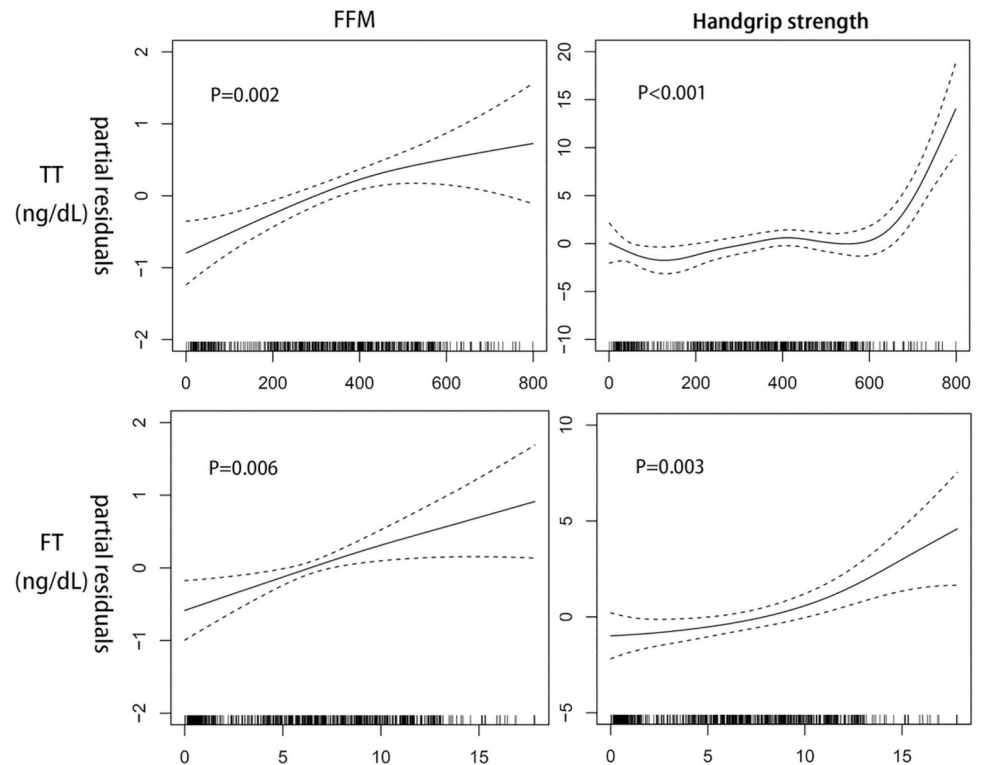 FFM
Handgrip strength
TT
(ng/dL)
partial residuals
2
1
0
−1
−2
P=0.002
0 200 400 600 800
20
15
10
5
0
−5
−10
P<0.001
0 200 400 600 800
FT
(ng/dL)
partial residuals
2
1
0
−1
−2
P=0.006
0 5 10 15
10
5
0
−5
P=0.003
0 5 10 15